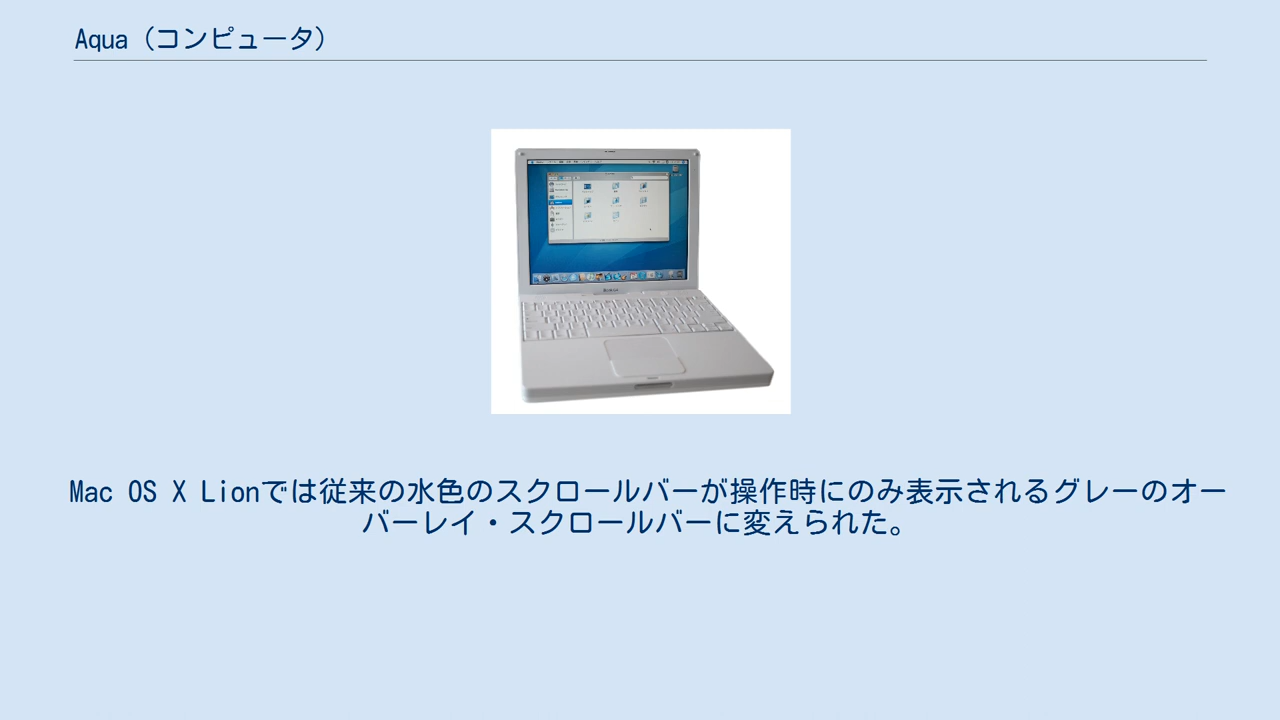 Aqua（コンピュータ）
Mac OS X Lionでは従来の水色のスクロールバーが操作時にのみ表示されるグレーのオー
バーレイ・スクロールバーに変えられた。